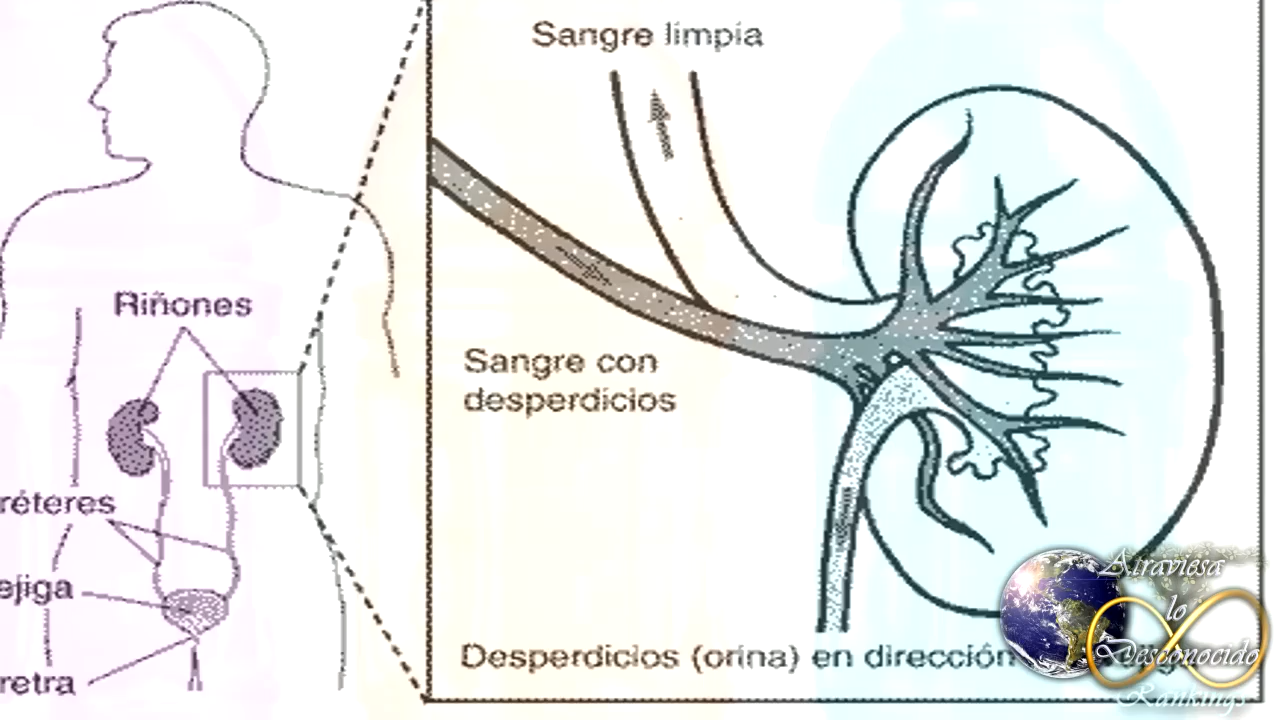 Sangre limpia
Riñones
Sangre con
desperdicios
réteres
ejiga
retra
Desperdicios (orina) en dirección
Atraviesa
lo
Desconocido
Rankings